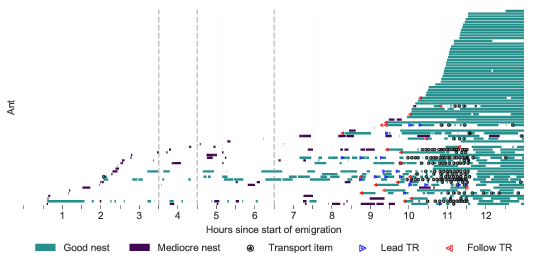 Ant
1 2 3 4 5 6 7 8 9 10 11 12
Hours since start of emigration
Good nest Mediocre nest Transport item Lead TR Follow TR